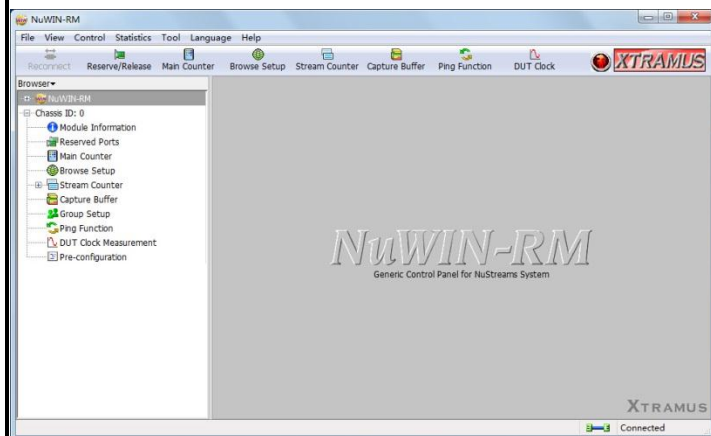 NuWIN-RM
File View Control Statistics Tool Language Help
Reconnect Reserve/Release Main Counter Browse Setup Stream Counter Capture Buffer Ping Function DUT Clock XTRAMUS
Browser
NuWIN-RM
Chassis ID: 0
Module Information
Reserved Ports
Main Counter
Browse Setup
Stream Counter
Capture Buffer
Group Setup
Ping Function
DUT Clock Measurement
Pre-configuration
NuWIN-RM
Generic Control Panel for NuStreams System
XTRAMUS
Connected